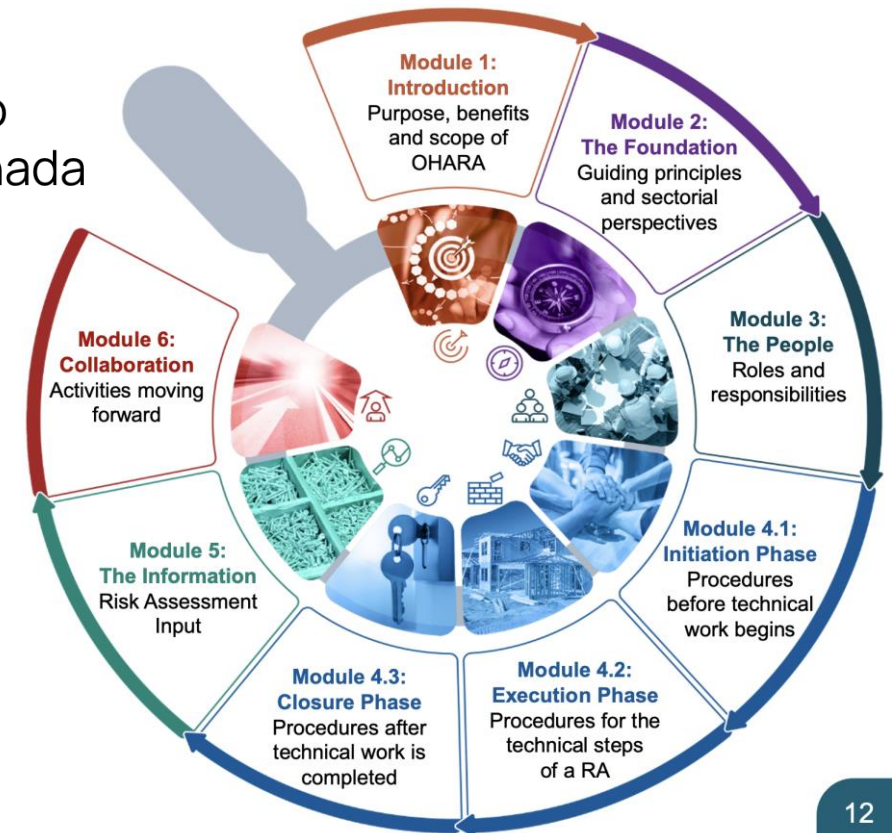 Module 1:
Introduction
Purpose, benefits
and scope of
OHARA
Module 2:
The Foundation
Guiding principles
and sectorial
perspectives
Module 3:
The People
Roles and
responsibilities
Module 4.1:
Initiation Phase
Procedures
before technical
work begins
Module 4.2:
Execution Phase
Procedures for the
technical steps
of a RA
Module 4.3:
Closure Phase
Procedures after
technical work is
completed
Module 5:
The Information
Risk Assessment
Input
Module 6:
Collaboration
Activities moving
forward
12